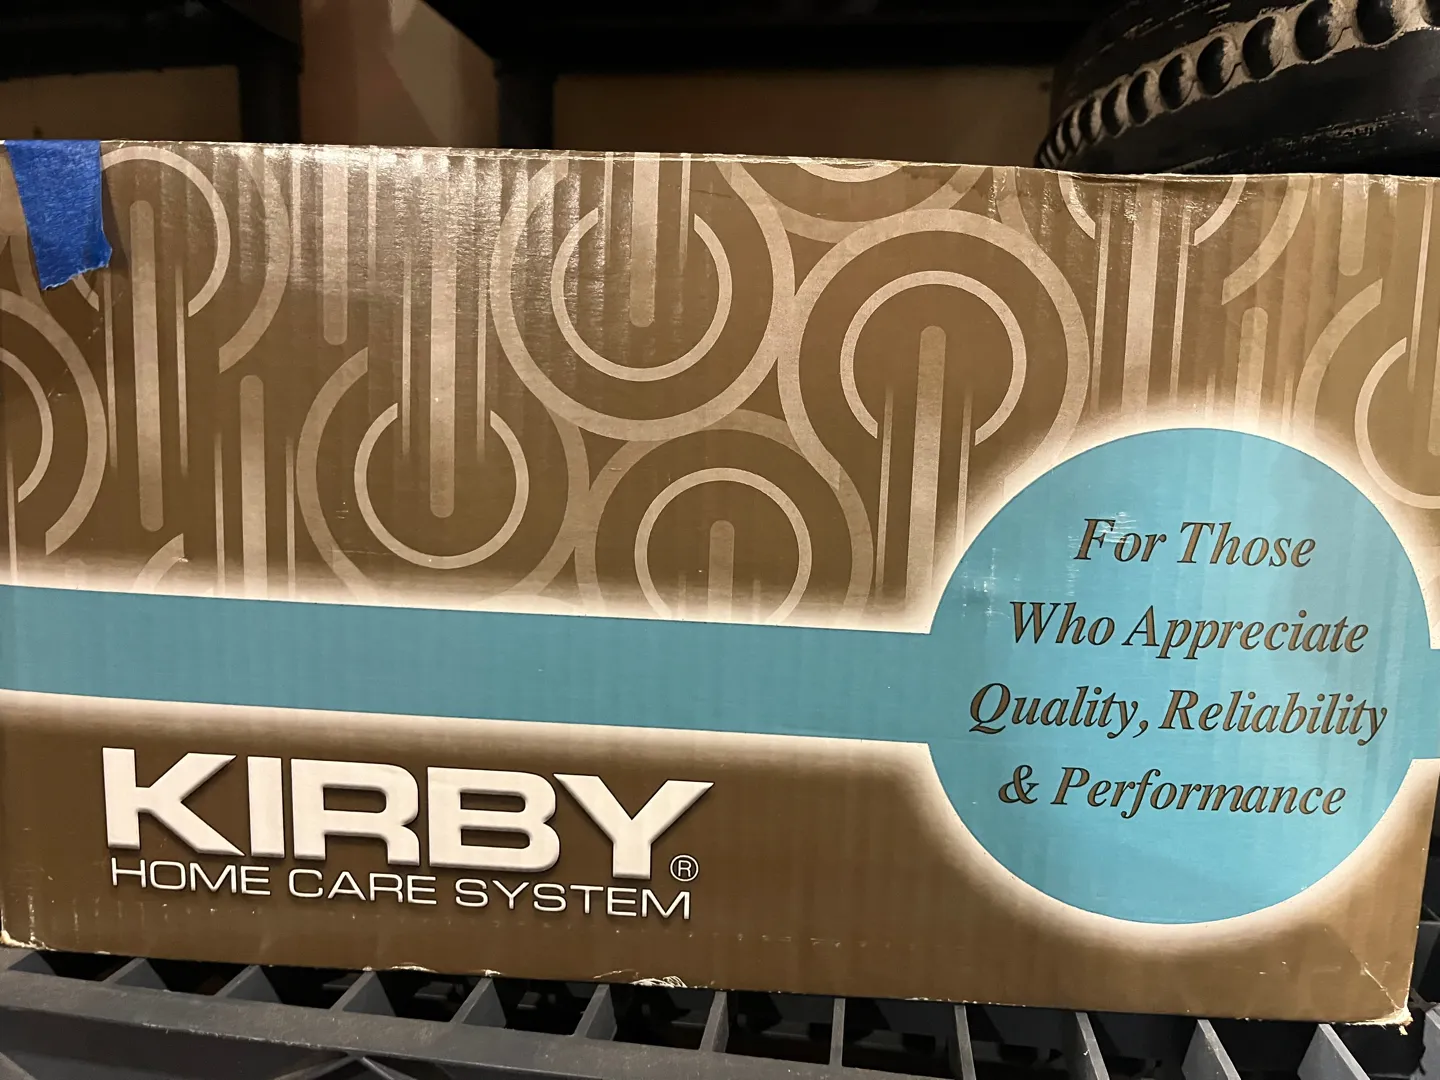 For Those
Who Appreciate
Quality, Reliability
& Performance
KIRBY®
HOME CARE SYSTEM